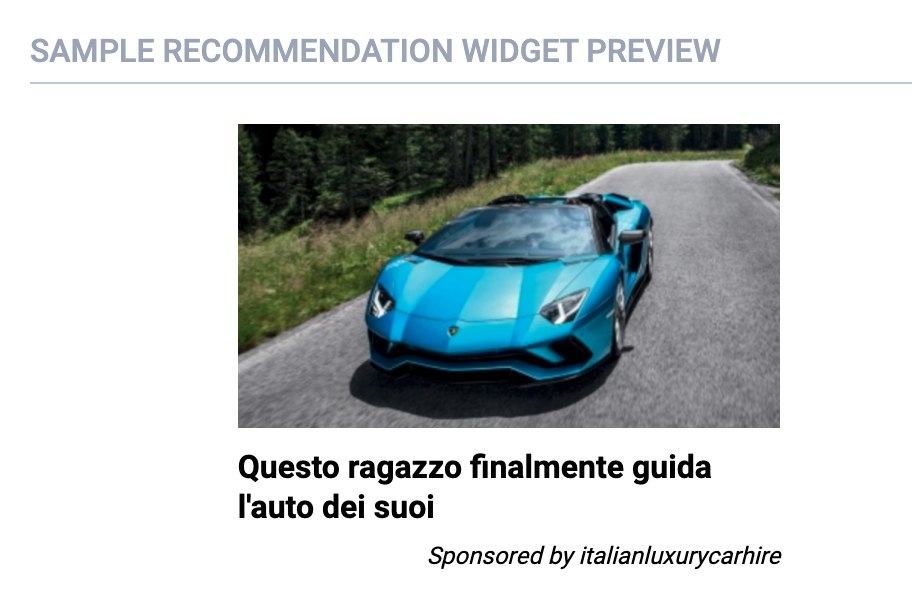 SAMPLE RECOMMENDATION WIDGET PREVIEW
Questo ragazzo finalmente guida
l'auto dei suoi
Sponsored by italianluxurycarhire